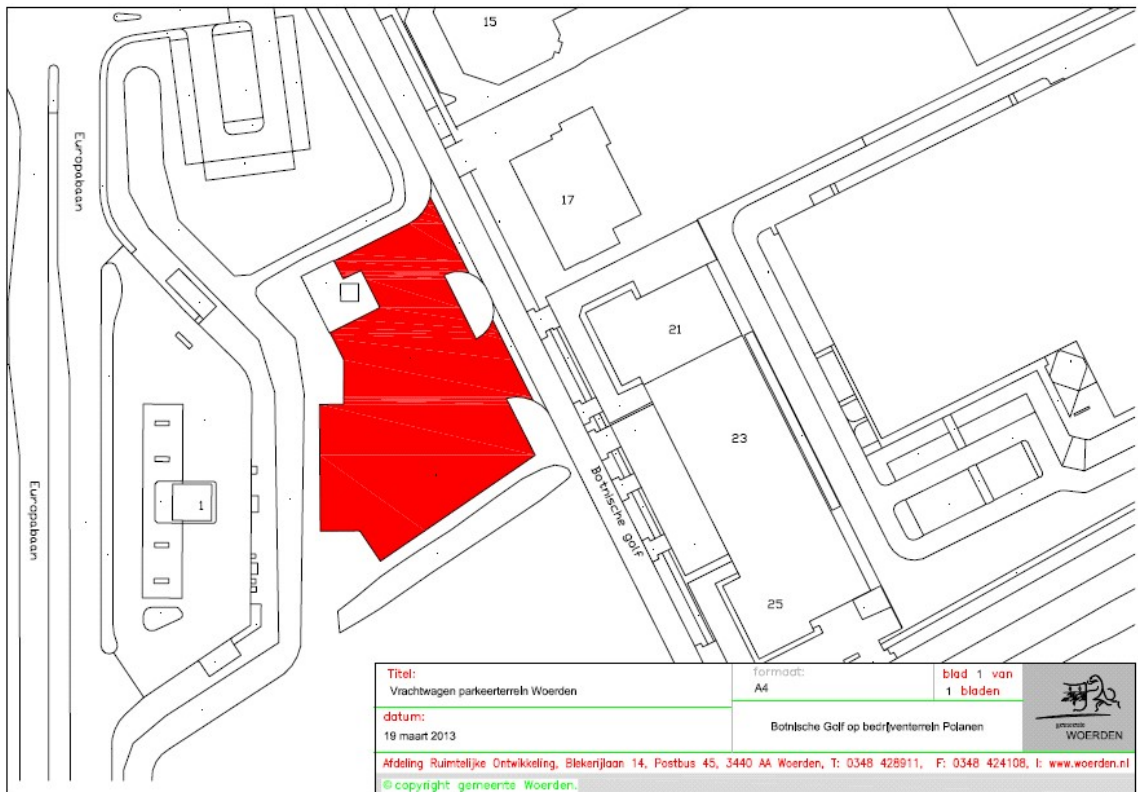 15
Europabaan
17
21
23
1
Europabaan
Botnische golf
25
Titel:
Vrachtwagen parkeerterrein Woerden
formaat:
A4
blad 1 van
1 bladen
datum:
19 maart 2013
Botnische Golf op bedrijventerrein Polanen
gemeente
WOERDEN
Afdeling Ruimtelijke Ontwikkeling, Blekerijlaan 14, Postbus 45, 3440 AA Woerden, T: 0348 428911, F: 0348 424108, I: www.woerden.nl
© copyright gemeente Woerden.